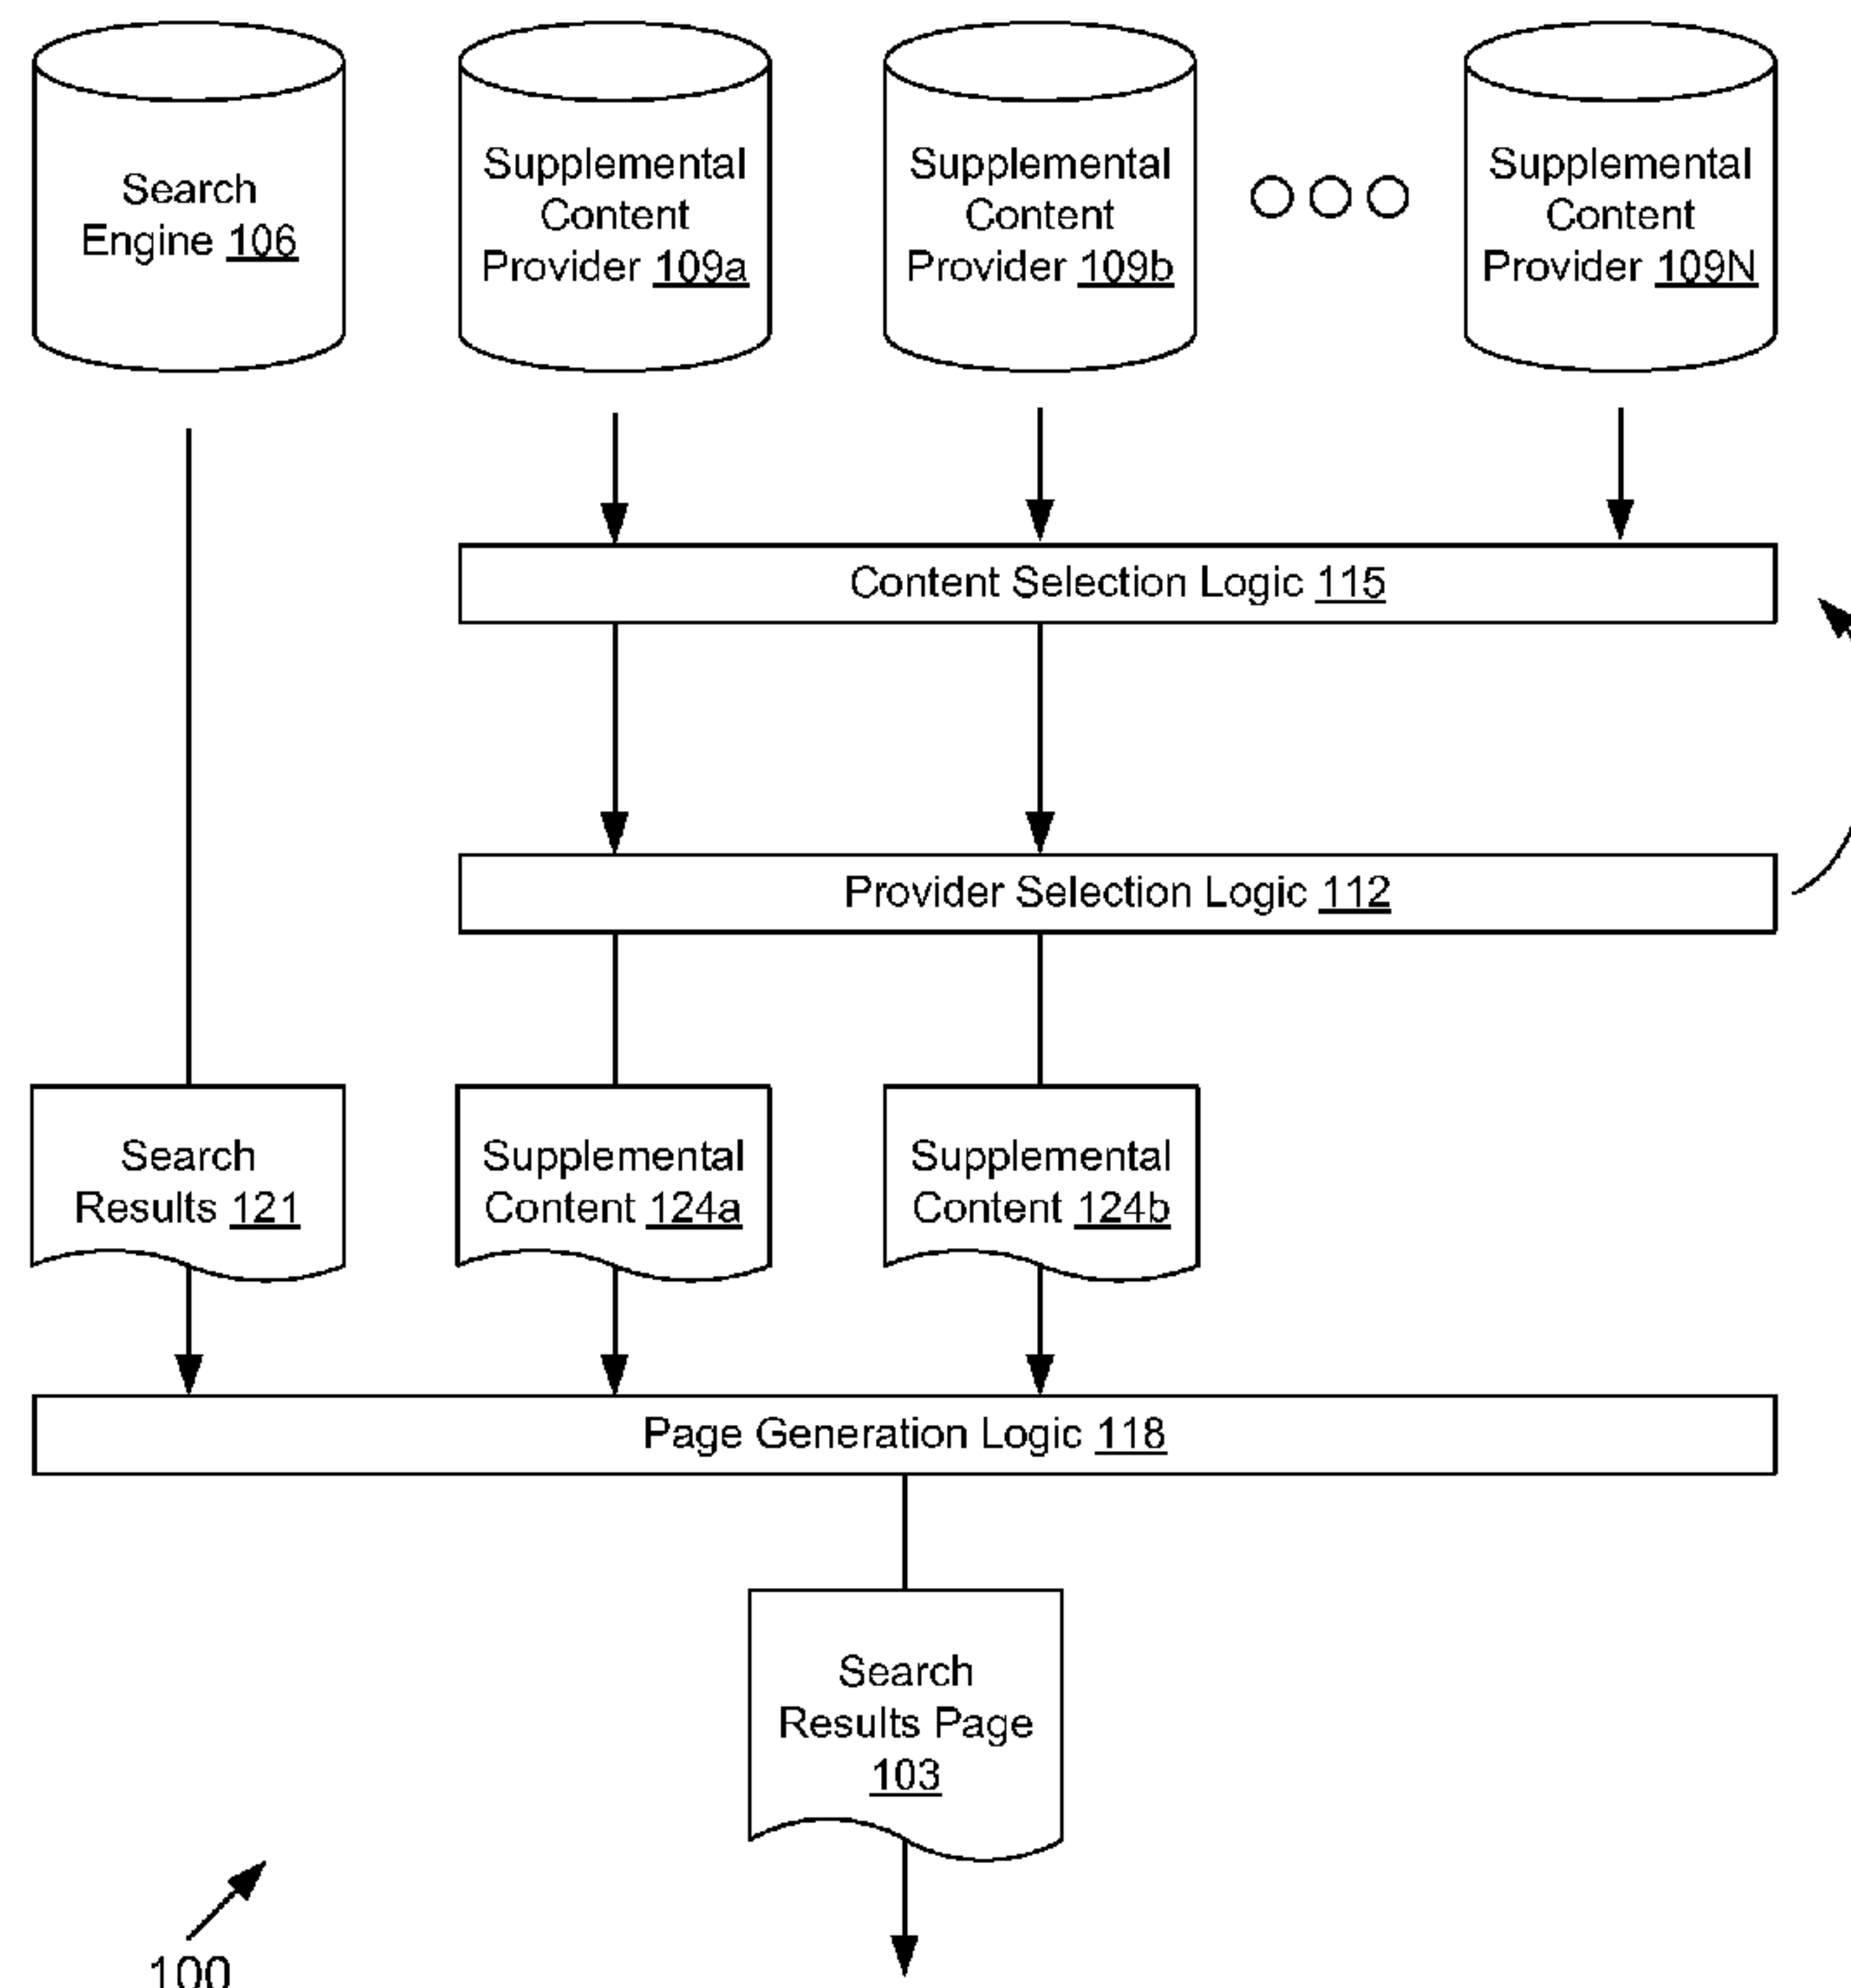 Search
Engine 106
Supplemental
Content
Provider 109a
Supplemental
Content
Provider 109b
Supplemental
Content
Provider 109N
Content Selection Logic 115
Provider Selection Logic 112
Search
Results 121
Supplemental
Content 124a
Supplemental
Content 124b
Page Generation Logic 118
Search
Results Page
103
100